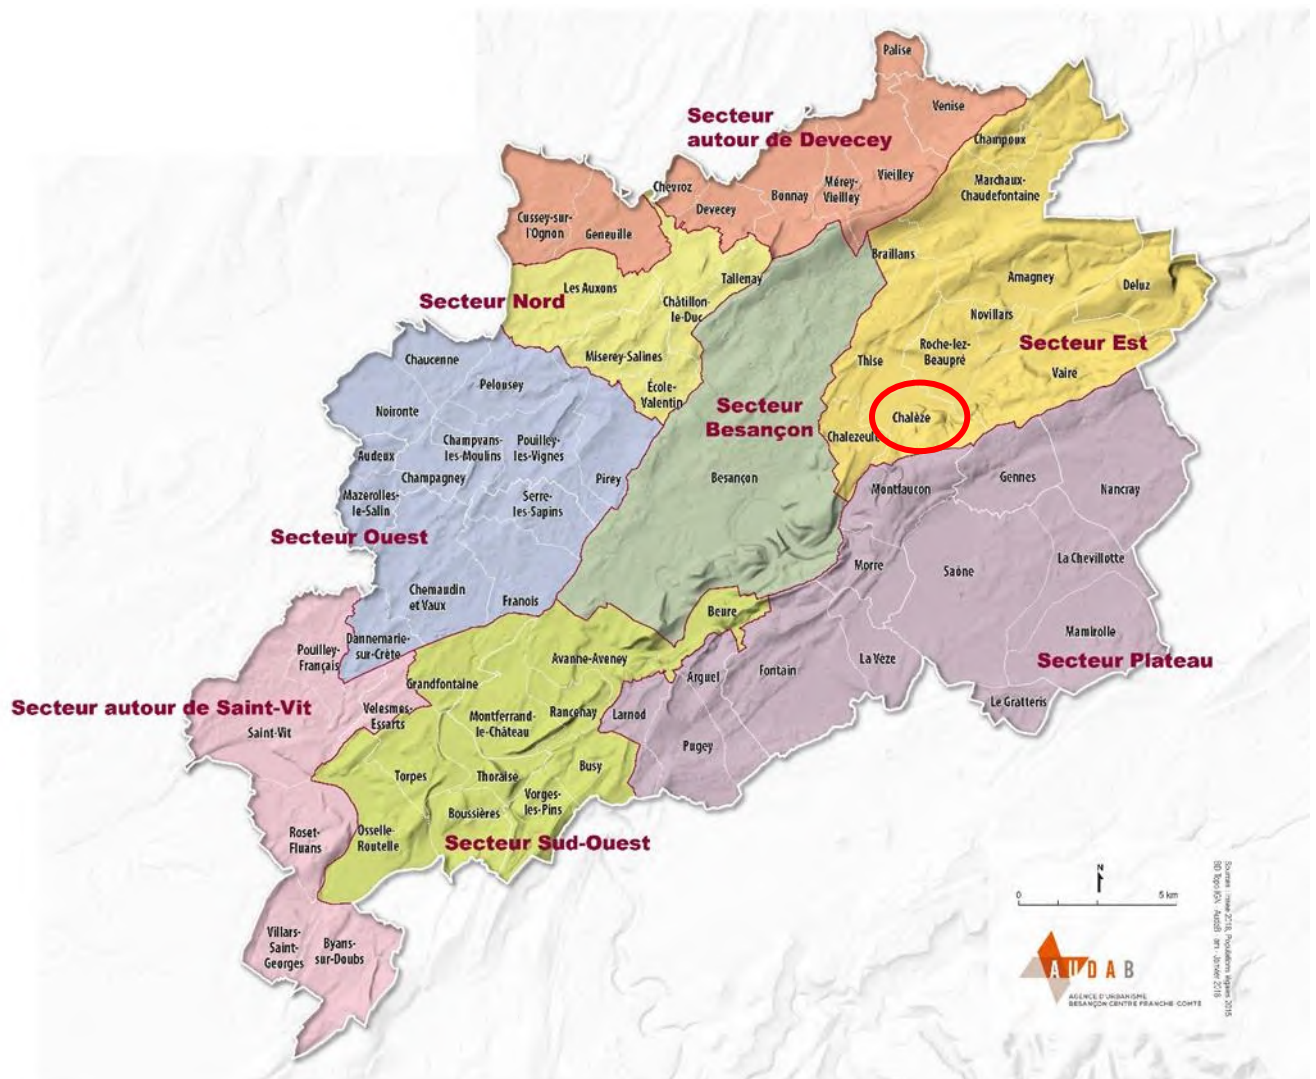 Palise
Venise
Secteur
autour de Devecey
Champoux
Chevroz
Devecey
Bonnay
Mérey-
Vieilley
Vieilley
Marchaux-
Chaudefontaine
Cussey-sur-
l'Ognon
Geneuille
Braillans
Amagney
Deluz
Tallenay
Les Auxons
Châtillon-
le-Duc
Secteur Nord
Novillars
Roche-lez-
Beaupré
Secteur Est
Vaire
Thise
Miserey-Salines
École-
Valentin
Chaucenne
Pelousey
Noironte
Secteur
Besançon
Chalèze
Chalezeule
Champvans-
les-Moulins
Pouilley-
les-Vignes
Audeux
Champagney
Pirey
Besançon
Montfaucon
Gennes
Nancray
Mazerolles-
le-Salin
Serre-
les-Sapins
Secteur Ouest
Morre
Saône
La Chevillotte
Chemaudin
et Vaux
Franois
Beure
Mamirolle
Secteur Plateau
Dannemarie-
sur-Crète
Pouilley-
Français
Avanne-Aveney
Arguel
Fontain
La Vèze
Le Gratteris
Grandfontaine
Secteur autour de Saint-Vit
Saint-Vit
Velesmes-
Essarts
Montferrand-
le-Château
Rancenay
Larnod
Pugey
Torpes
Thoraise
Busy
Boussières
Vorges-
les-Pins
Roset-
Fluans
Osselle-
Routelle
Secteur Sud-Ouest
Villars-
Saint-
Georges
Byans-
sur-Doubs
N
0 5 km
AUDAB
AGENCE D'URBANISME
BESANÇON CENTRE FRANCHE-COMTÉ